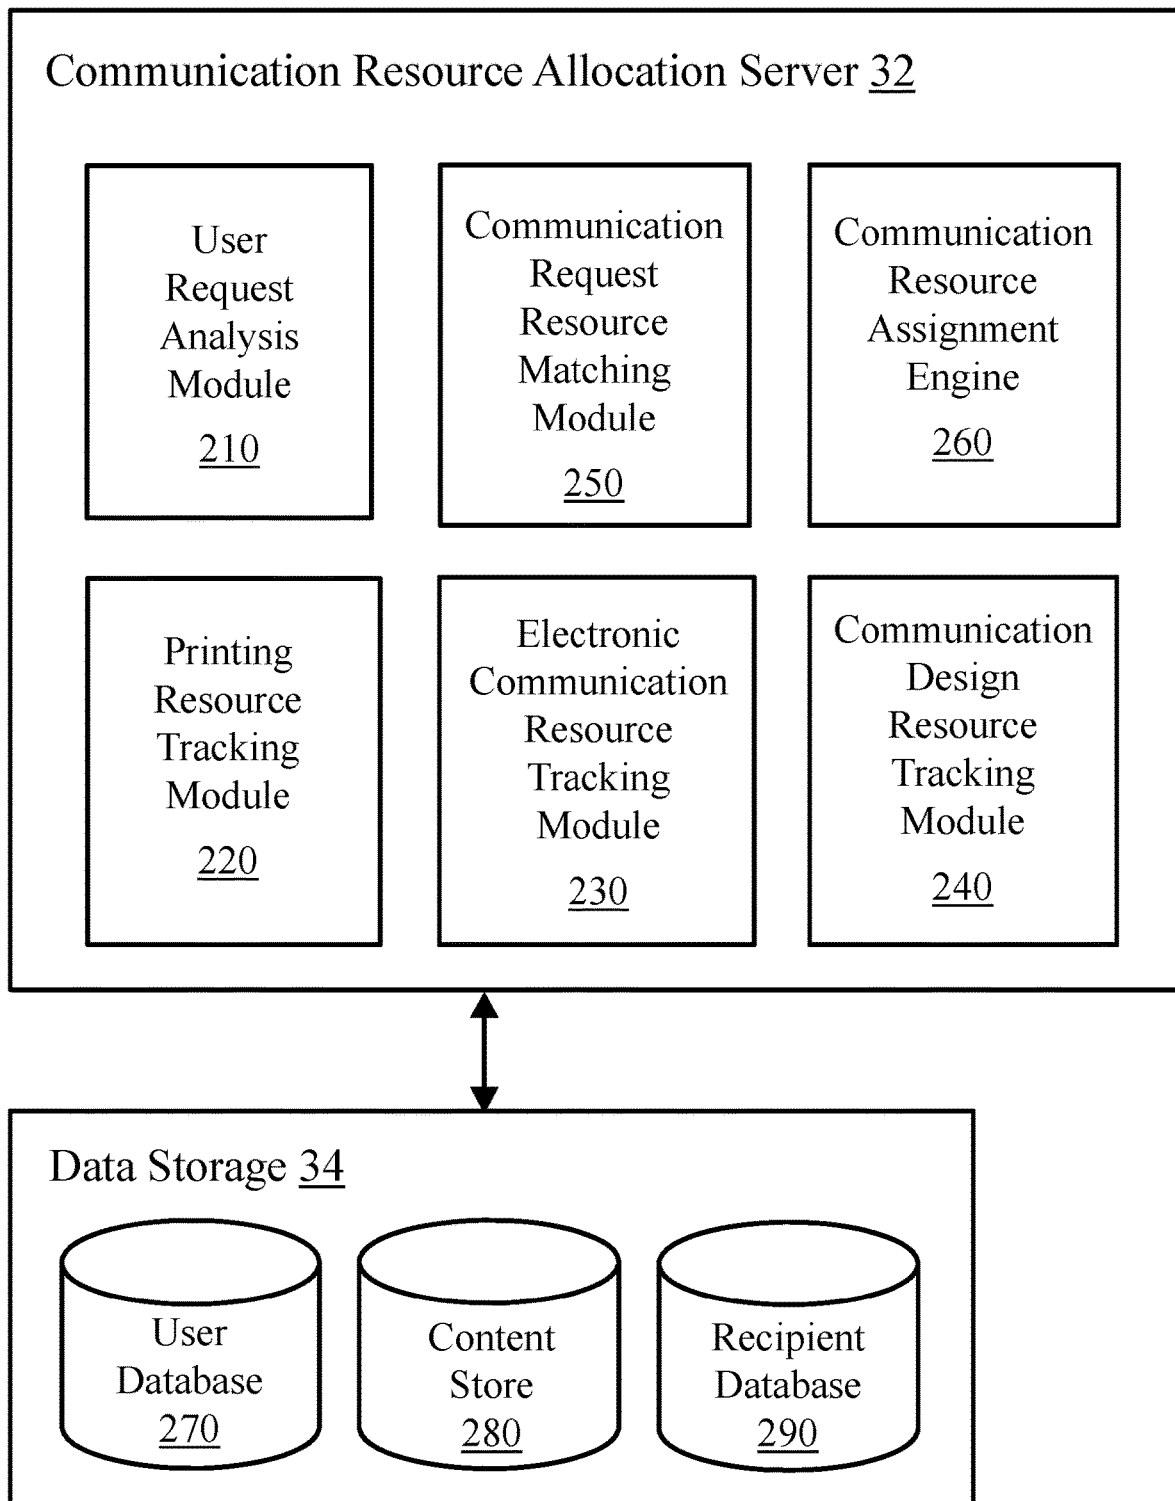 Communication Resource Allocation Server 32
User
Request
Analysis
Module
210
Communication
Request
Resource
Matching
Module
250
Communication
Resource
Assignment
Engine
260
Printing
Resource
Tracking
Module
220
Electronic
Communication
Resource
Tracking
Module
230
Communication
Design
Resource
Tracking
Module
240
Data Storage 34
User
Database
270
Content
Store
280
Recipient
Database
290